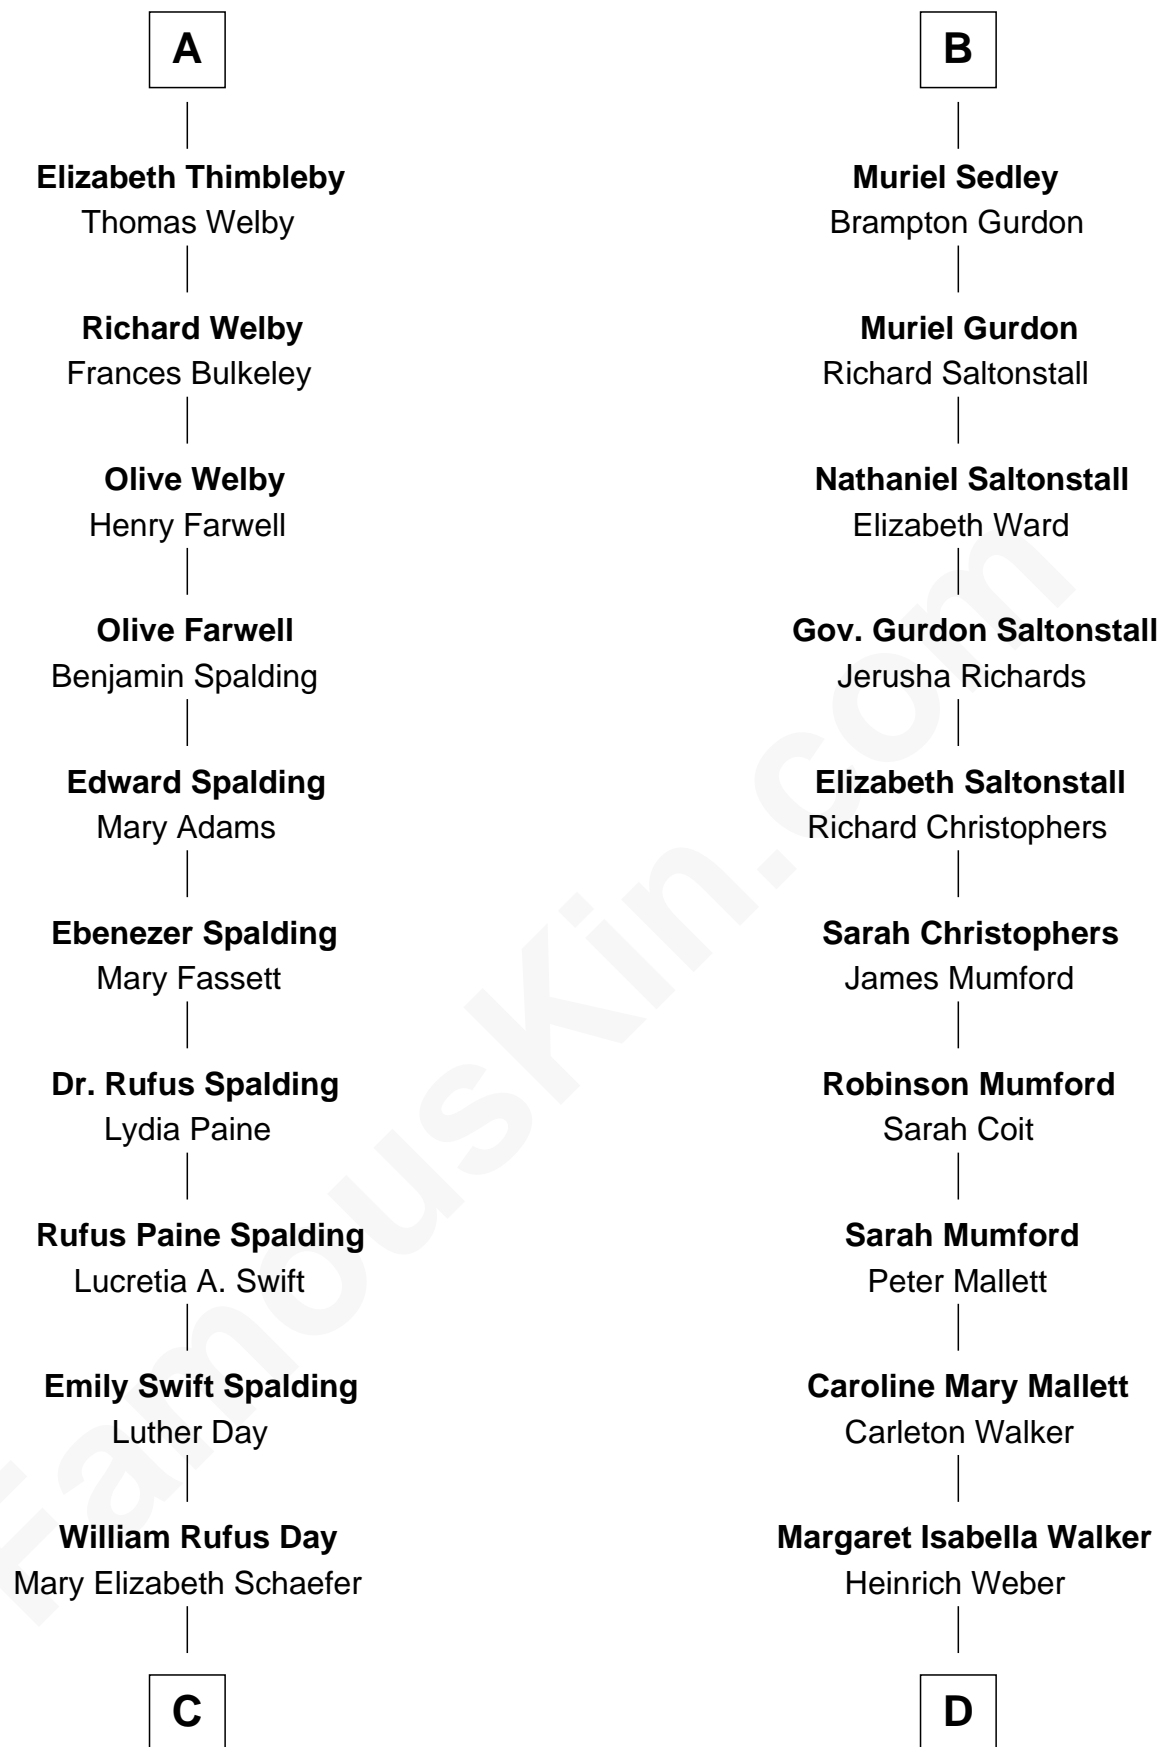 A
Elizabeth Thimbleby
Thomas Welby
Richard Welby
Frances Bulkeley
Olive Welby
Henry Farwell
Olive Farwell
Benjamin Spalding
Edward Spalding
Mary Adams
Ebenezer Spalding
Mary Fassett
Dr. Rufus Spalding
Lydia Paine
Rufus Paine Spalding
Lucretia A. Swift
Emily Swift Spalding
Luther Day
William Rufus Day
Mary Elizabeth Schaefer
C
B
Muriel Sedley
Brampton Gurdon
Muriel Gurdon
Richard Saltonstall
Nathaniel Saltonstall
Elizabeth Ward
Gov. Gurdon Saltonstall
Jerusha Richards
Elizabeth Saltonstall
Richard Christophers
Sarah Christophers
James Mumford
Robinson Mumford
Sarah Coit
Sarah Mumford
Peter Mallett
Caroline Mary Mallett
Carleton Walker
Margaret Isabella Walker
Heinrich Weber
D
FamousKin.com